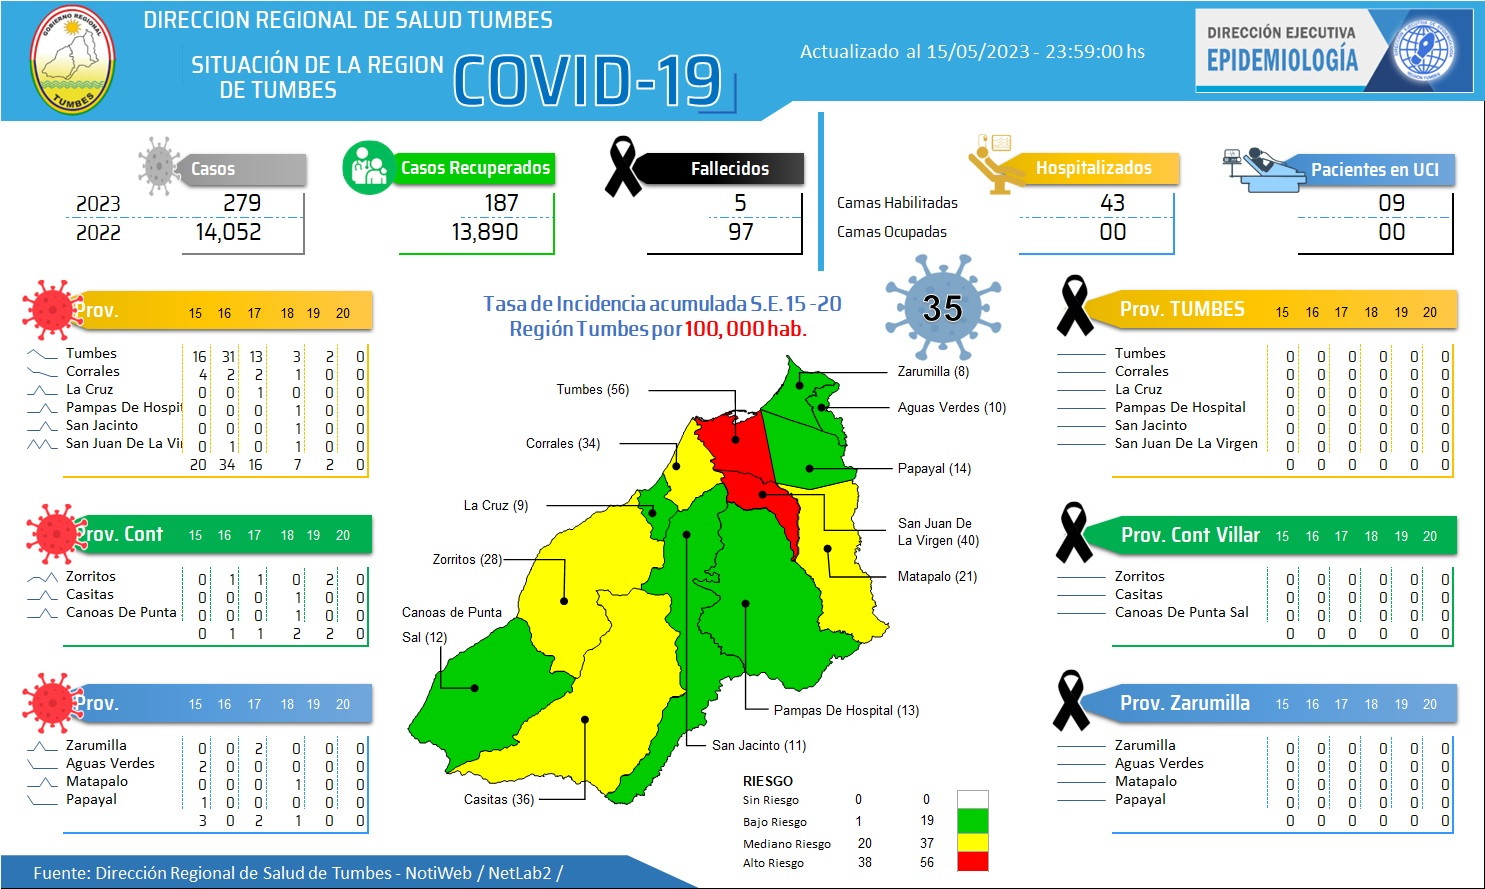 DIRECCION REGIONAL DE SALUD TUMBES
SITUACIÓN DE LA REGION
DE TUMBES
COVID-19
Actualizado al 15/05/2023 - 23:59:00 hs
GOBIERNO REGIONAL
TUMBES
DIRECCIÓN EJECUTIVA
EPIDEMIOLOGÍA
Casos
Casos Recuperados
Fallecidos
Hospitalizados
Pacientes en UCI
2023 279 187 5
2022 14,052 13,890 97
Camas Habilitadas 43 09
Camas Ocupadas 00 00
Prov. 15 16 17 18 19 20
Tumbes 16 31 13 3 2 0
Corrales 4 2 2 1 0 0
La Cruz 0 0 1 0 0 0
Pampas De Hospit 0 0 0 1 0 0
San Jacinto 0 0 0 1 0 0
San Juan De La Vir 0 1 0 1 0 0
20 34 16 7 2 0
Prov. Cont 15 16 17 18 19 20
Zorritos 0 1 1 0 2 0
Casitas 0 0 0 1 0 0
Canoas De Punta 0 0 0 1 0 0
0 1 1 2 2 0
Prov. 15 16 17 18 19 20
Zarumilla 0 0 2 0 0 0
Aguas Verdes 2 0 0 0 0 0
Matapalo 0 0 0 1 0 0
Papayal 1 0 0 0 0 0
3 0 2 1 0 0
Tasa de Incidencia acumulada S.E. 15 -20
Región Tumbes por 100, 000 hab.
35
Zarumilla (8)
Tumbes (56)
Aguas Verdes (10)
Corrales (34)
Papayal (14)
La Cruz (9)
San Juan De
La Virgen (40)
Zorritos (28)
Matapalo (21)
Canoas de Punta
Sal (12)
Pampas De Hospital (13)
San Jacinto (11)
Casitas (36)
RIESGO
Sin Riesgo 0 0
Bajo Riesgo 1 19
Mediano Riesgo 20 37
Alto Riesgo 38 56
Prov. TUMBES 15 16 17 18 19 20
Tumbes 0 0 0 0 0 0
Corrales 0 0 0 0 0 0
La Cruz 0 0 0 0 0 0
Pampas De Hospital 0 0 0 0 0 0
San Jacinto 0 0 0 0 0 0
San Juan De La Virgen 0 0 0 0 0 0
0 0 0 0 0 0
Prov. Cont Villar 15 16 17 18 19 20
Zorritos 0 0 0 0 0 0
Casitas 0 0 0 0 0 0
Canoas De Punta Sal 0 0 0 0 0 0
0 0 0 0 0 0
Prov. Zarumilla 15 16 17 18 19 20
Zarumilla 0 0 0 0 0 0
Aguas Verdes 0 0 0 0 0 0
Matapalo 0 0 0 0 0 0
Papayal 0 0 0 0 0 0
0 0 0 0 0 0
Fuente: Dirección Regional de Salud de Tumbes - NotiWeb / NetLab2 /